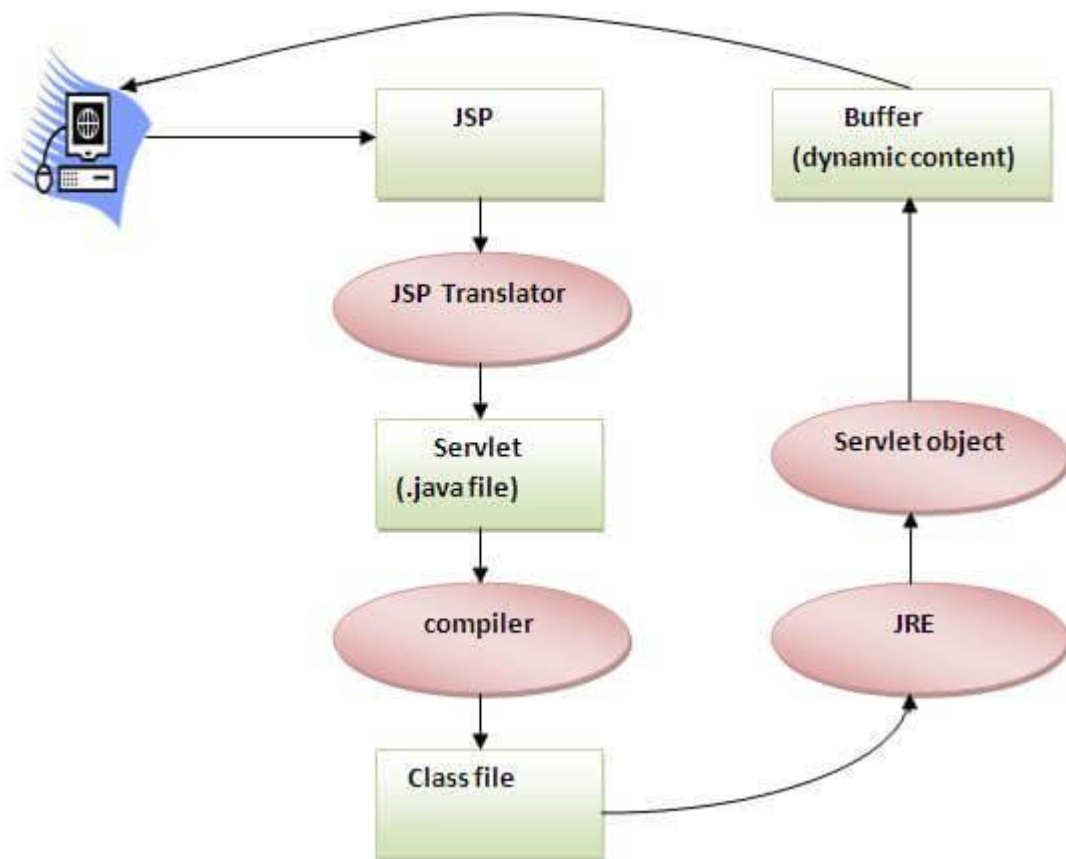 JSP
Buffer
(dynamic content)
JSP Translator
Servlet
(.java file)
Servlet object
compiler
JRE
Class file